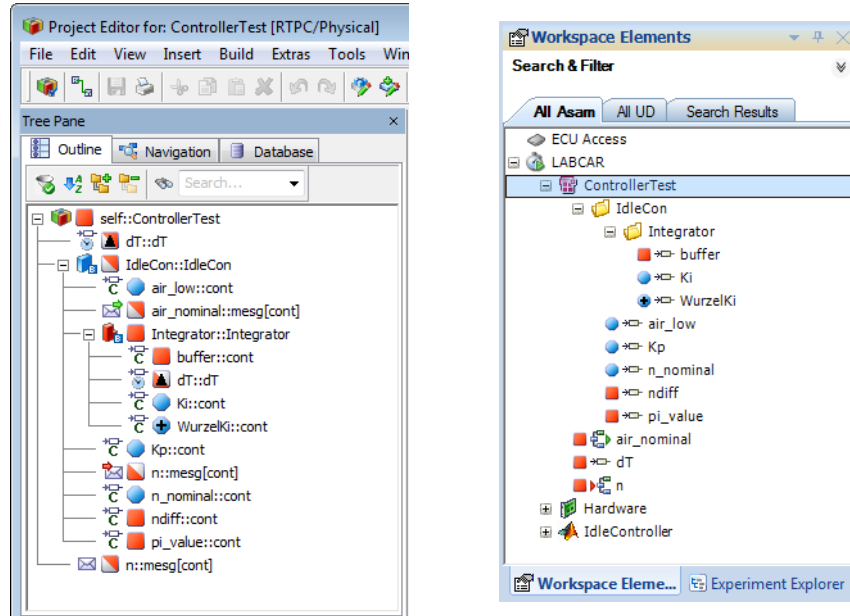 Project Editor for: ControllerTest [RTPC/Physical]
File Edit View Insert Build Extras Tools Win
Tree Pane
Outline Navigation Database
Search...
self::ControllerTest
dT::dT
IdleCon::IdleCon
air_low::cont
air_nominal::mesg[cont]
Integrator::Integrator
buffer::cont
dT::dT
Ki::cont
WurzelKi::cont
Kp::cont
n::mesg[cont]
n_nominal::cont
ndiff::cont
pi_value::cont
n::mesg[cont]
Workspace Elements
Search & Filter
All Asam All UD Search Results
ECU Access
LABCAR
ControllerTest
IdleCon
Integrator
buffer
Ki
WurzelKi
air_low
Kp
n_nominal
ndiff
pi_value
air_nominal
dT
n
Hardware
IdleController
Workspace Eleme... Experiment Explorer